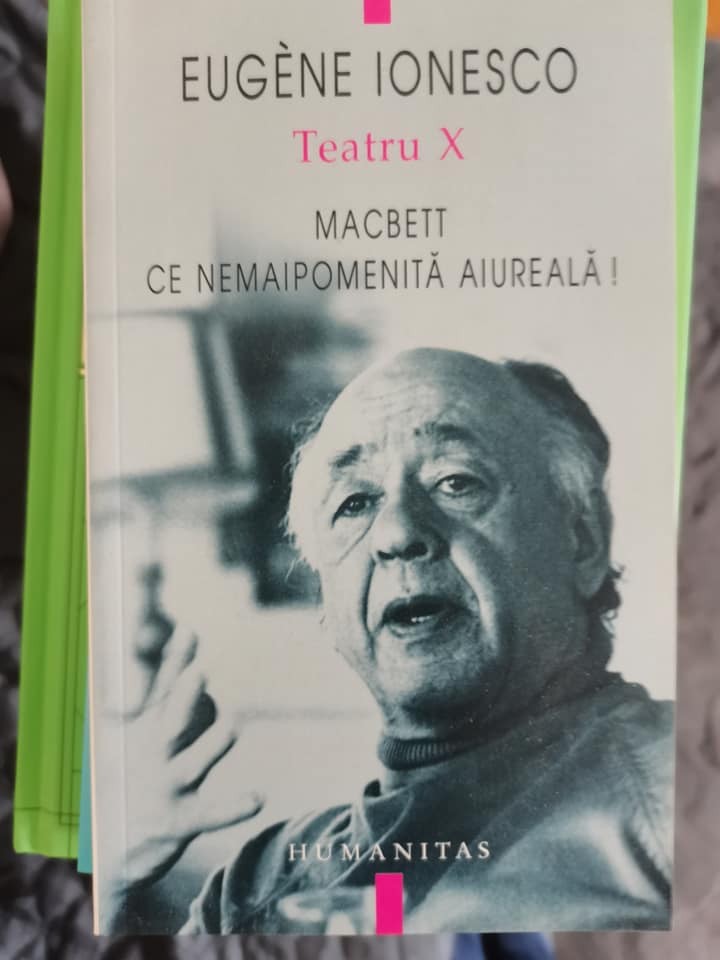 EUGÈNE IONESCO
Teatru X
MACBETT
CE NEMAIPOMENITĂ AIUREALĂ !
HUMANITAS